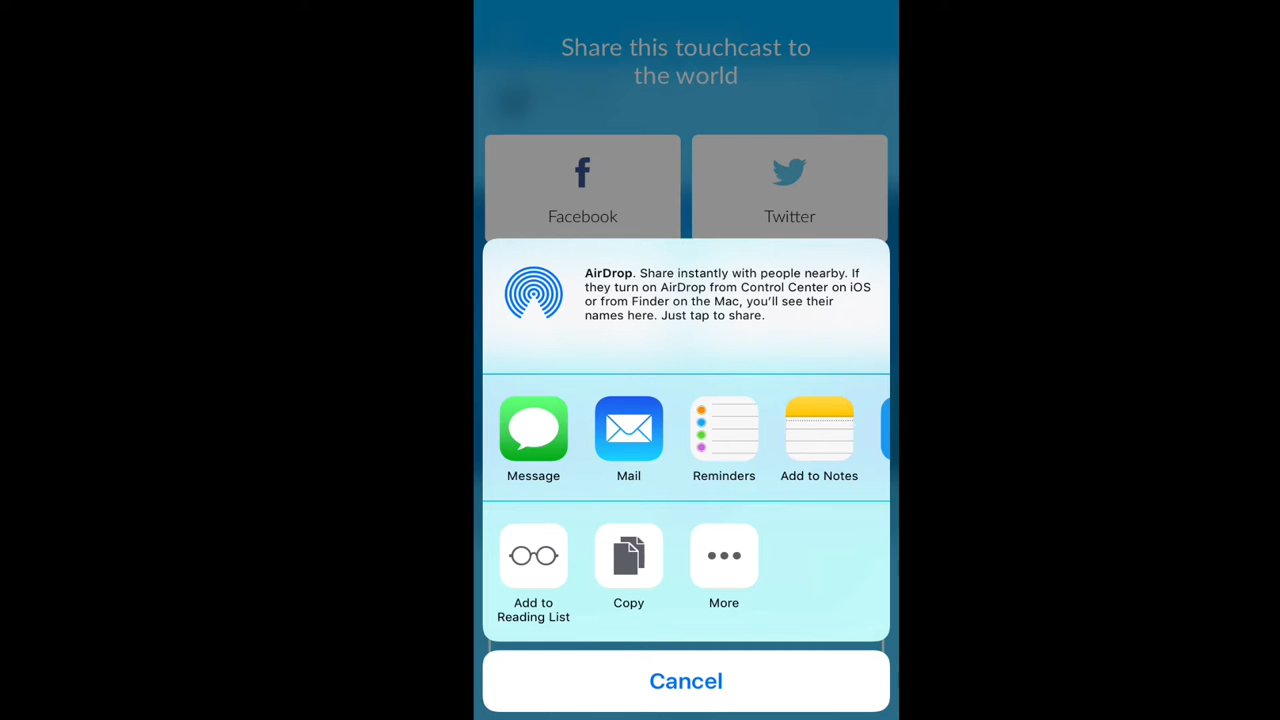 Share this touchcast to
the world
Facebook
Twitter
AirDrop. Share instantly with people nearby. If
they turn on AirDrop from Control Center on iOS
or from Finder on the Mac, you'll see their
names here. Just tap to share.
Message
Mail
Reminders
Add to Notes
Add to
Reading List
Copy
More
Cancel